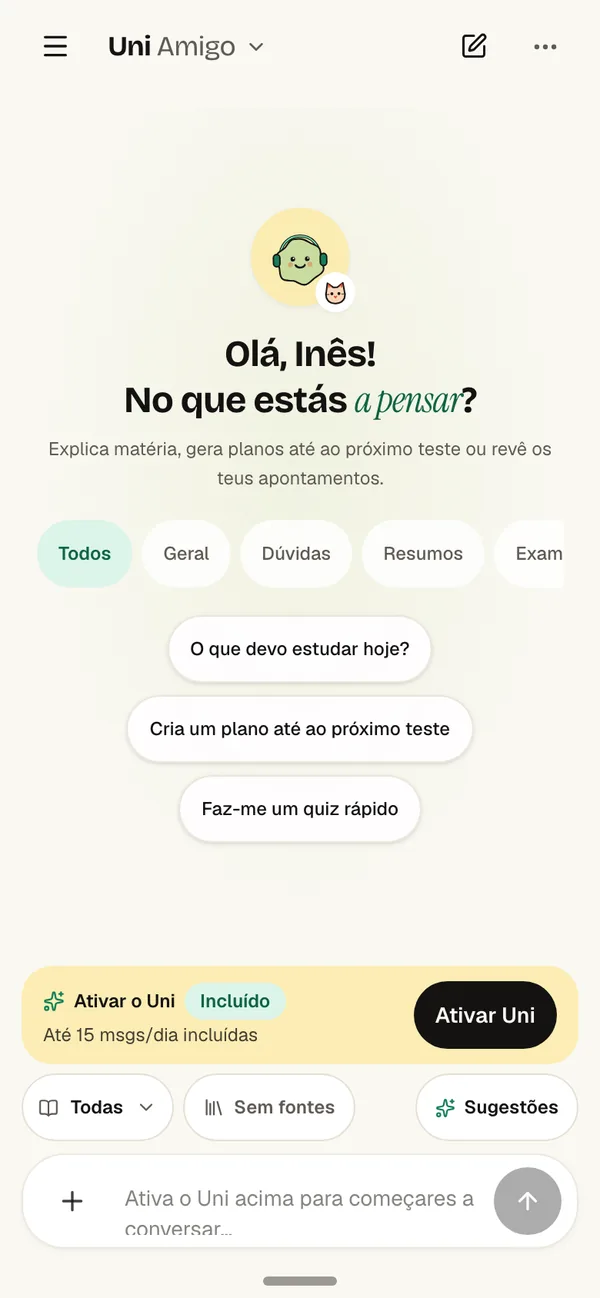 Uni Amigo
Olá, Inês!
No que estás a pensar?
Explica matéria, gera planos até ao próximo teste ou revê os
teus apontamentos.
Todos
Geral
Dúvidas
Resumos
Exam
O que devo estudar hoje?
Cria um plano até ao próximo teste
Faz-me um quiz rápido
Ativar o Uni
Incluído
Até 15 msgs/dia incluídas
Ativar Uni
Todas
Sem fontes
Sugestões
Ativa o Uni acima para começares a
conversar...